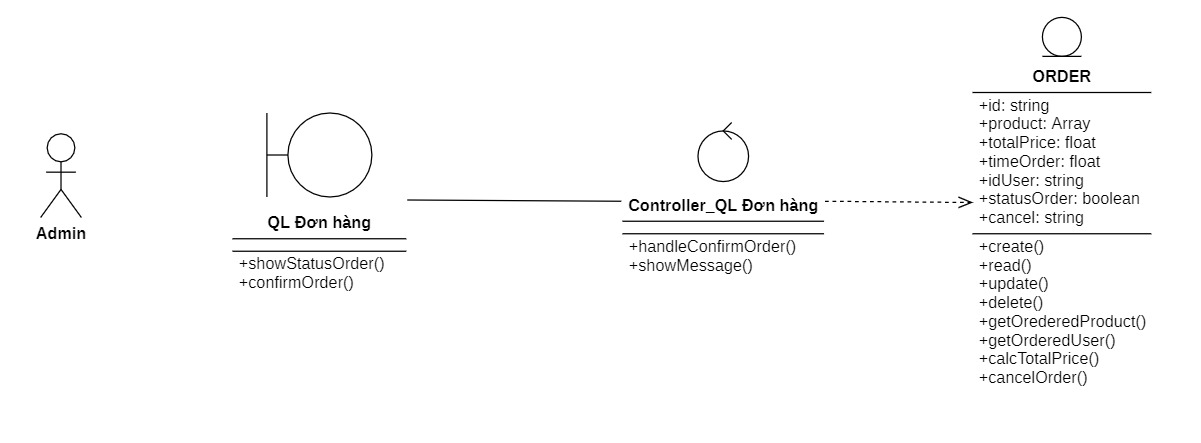 Admin
QL Đơn hàng
+showStatusOrder()
+confirmOrder()
Controller_QL Đơn hàng
+handleConfirmOrder()
+showMessage()
ORDER
+id: string
+product: Array
+totalPrice: float
+timeOrder: float
+idUser: string
+statusOrder: boolean
+cancel: string
+create()
+read()
+update()
+delete()
+getOrederedProduct()
+getOrderedUser()
+calcTotalPrice()
+cancelOrder()